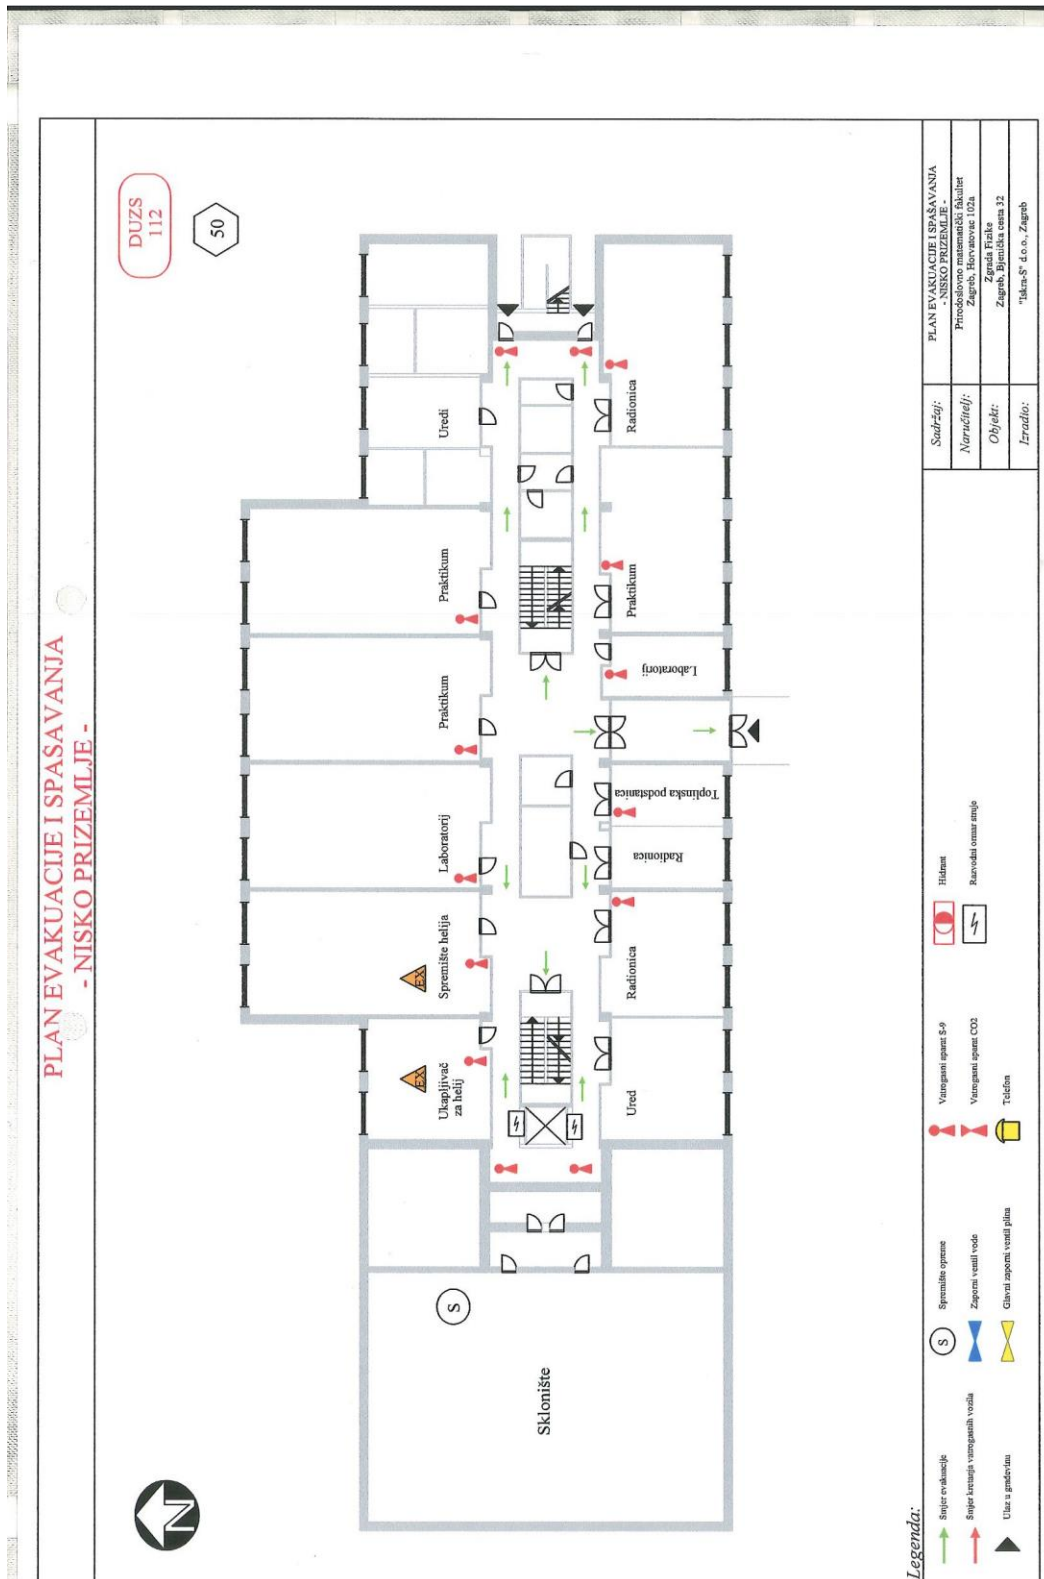 PLAN EVAKUACIJE I SPAŠAVANJA
- NISKO PRIZEMLJE -
DUZS
112
50
N
Sklonište
S
Ukapljivač
za helij
EX
Spremište helija
EX
Laboratorij
Praktikum
Praktikum
Uredi
Ured
Radionica
Radionica
Toplinska podstanica
Laboratorij
Praktikum
Radionica
Legenda:
Smjer evakuacije
Smjer kretanja vatrogasnih vozila
Ulaz u građevinu
S
Spremište opreme
Zaporni ventil vode
Glavni zaporni ventil plina
Vatrogasni aparat S-9
Vatrogasni aparat CO2
Telefon
Hidrant
Razvodni ormar struje
Sadržaj:
PLAN EVAKUACIJE I SPAŠAVANJA
- NISKO PRIZEMLJE -
Naručitelj:
Prirodoslovno matematički fakultet
Zagreb, Horvatovac 102a
Objekt:
Zgrada Fizike
Zagreb, Bijenička cesta 32
Izradio:
"Iskra-S" d.o.o., Zagreb